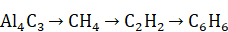 Al₄C₃ → CH₄ → C₂H₂ → C₆H₆